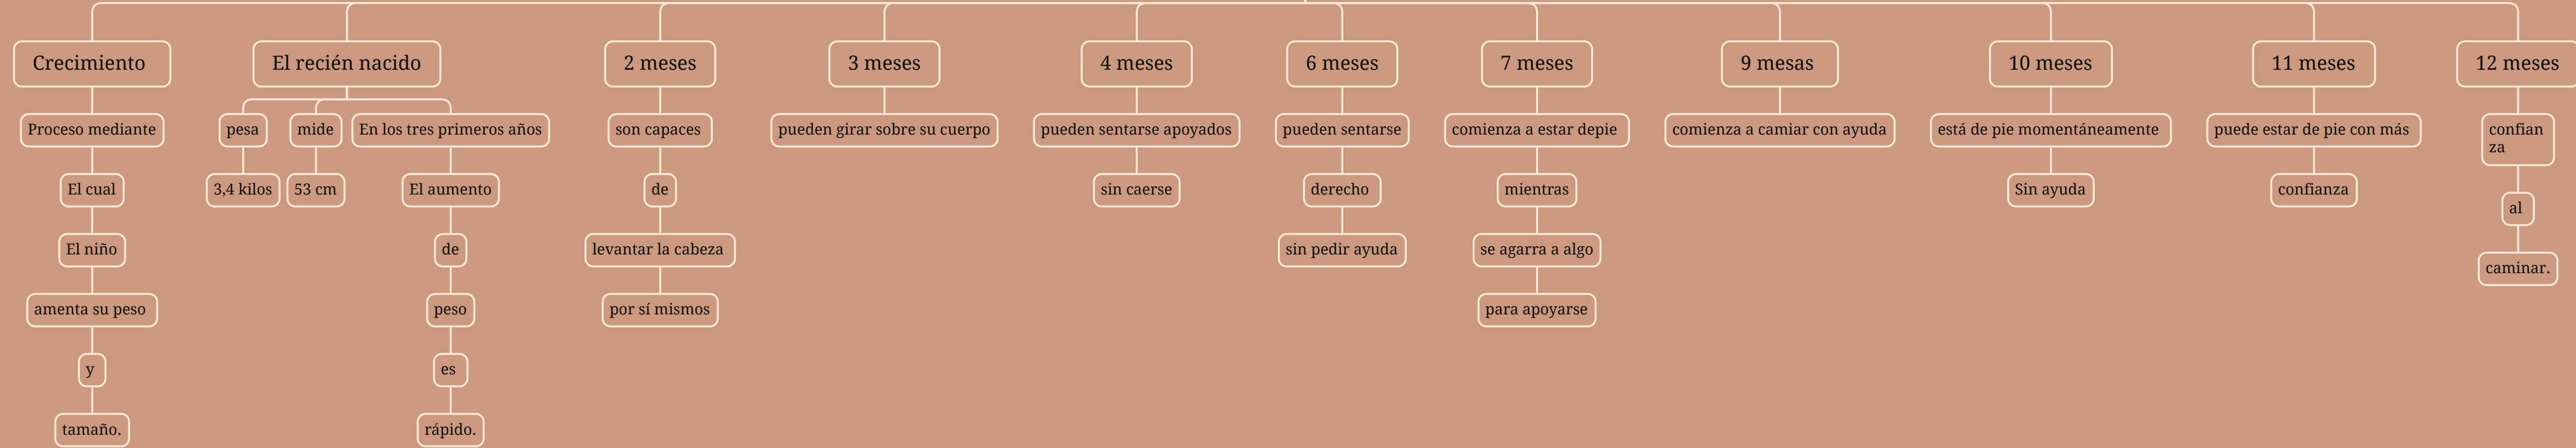 Crecimiento
Proceso mediante
El cual
El niño
amenta su peso
y
tamaño.
El recién nacido
pesa
3,4 kilos
mide
53 cm
En los tres primeros años
El aumento
de
peso
es
rápido.
2 meses
son capaces
de
levantar la cabeza
por sí mismos
3 meses
pueden girar sobre su cuerpo
4 meses
pueden sentarse apoyados
sin caerse
6 meses
pueden sentarse
derecho
sin pedir ayuda
7 meses
comienza a estar depie
mientras
se agarra a algo
para apoyarse
9 mesas
comienza a camiar con ayuda
10 meses
está de pie momentáneamente
Sin ayuda
11 meses
puede estar de pie con más
confianza
12 meses
confian
za
al
caminar.